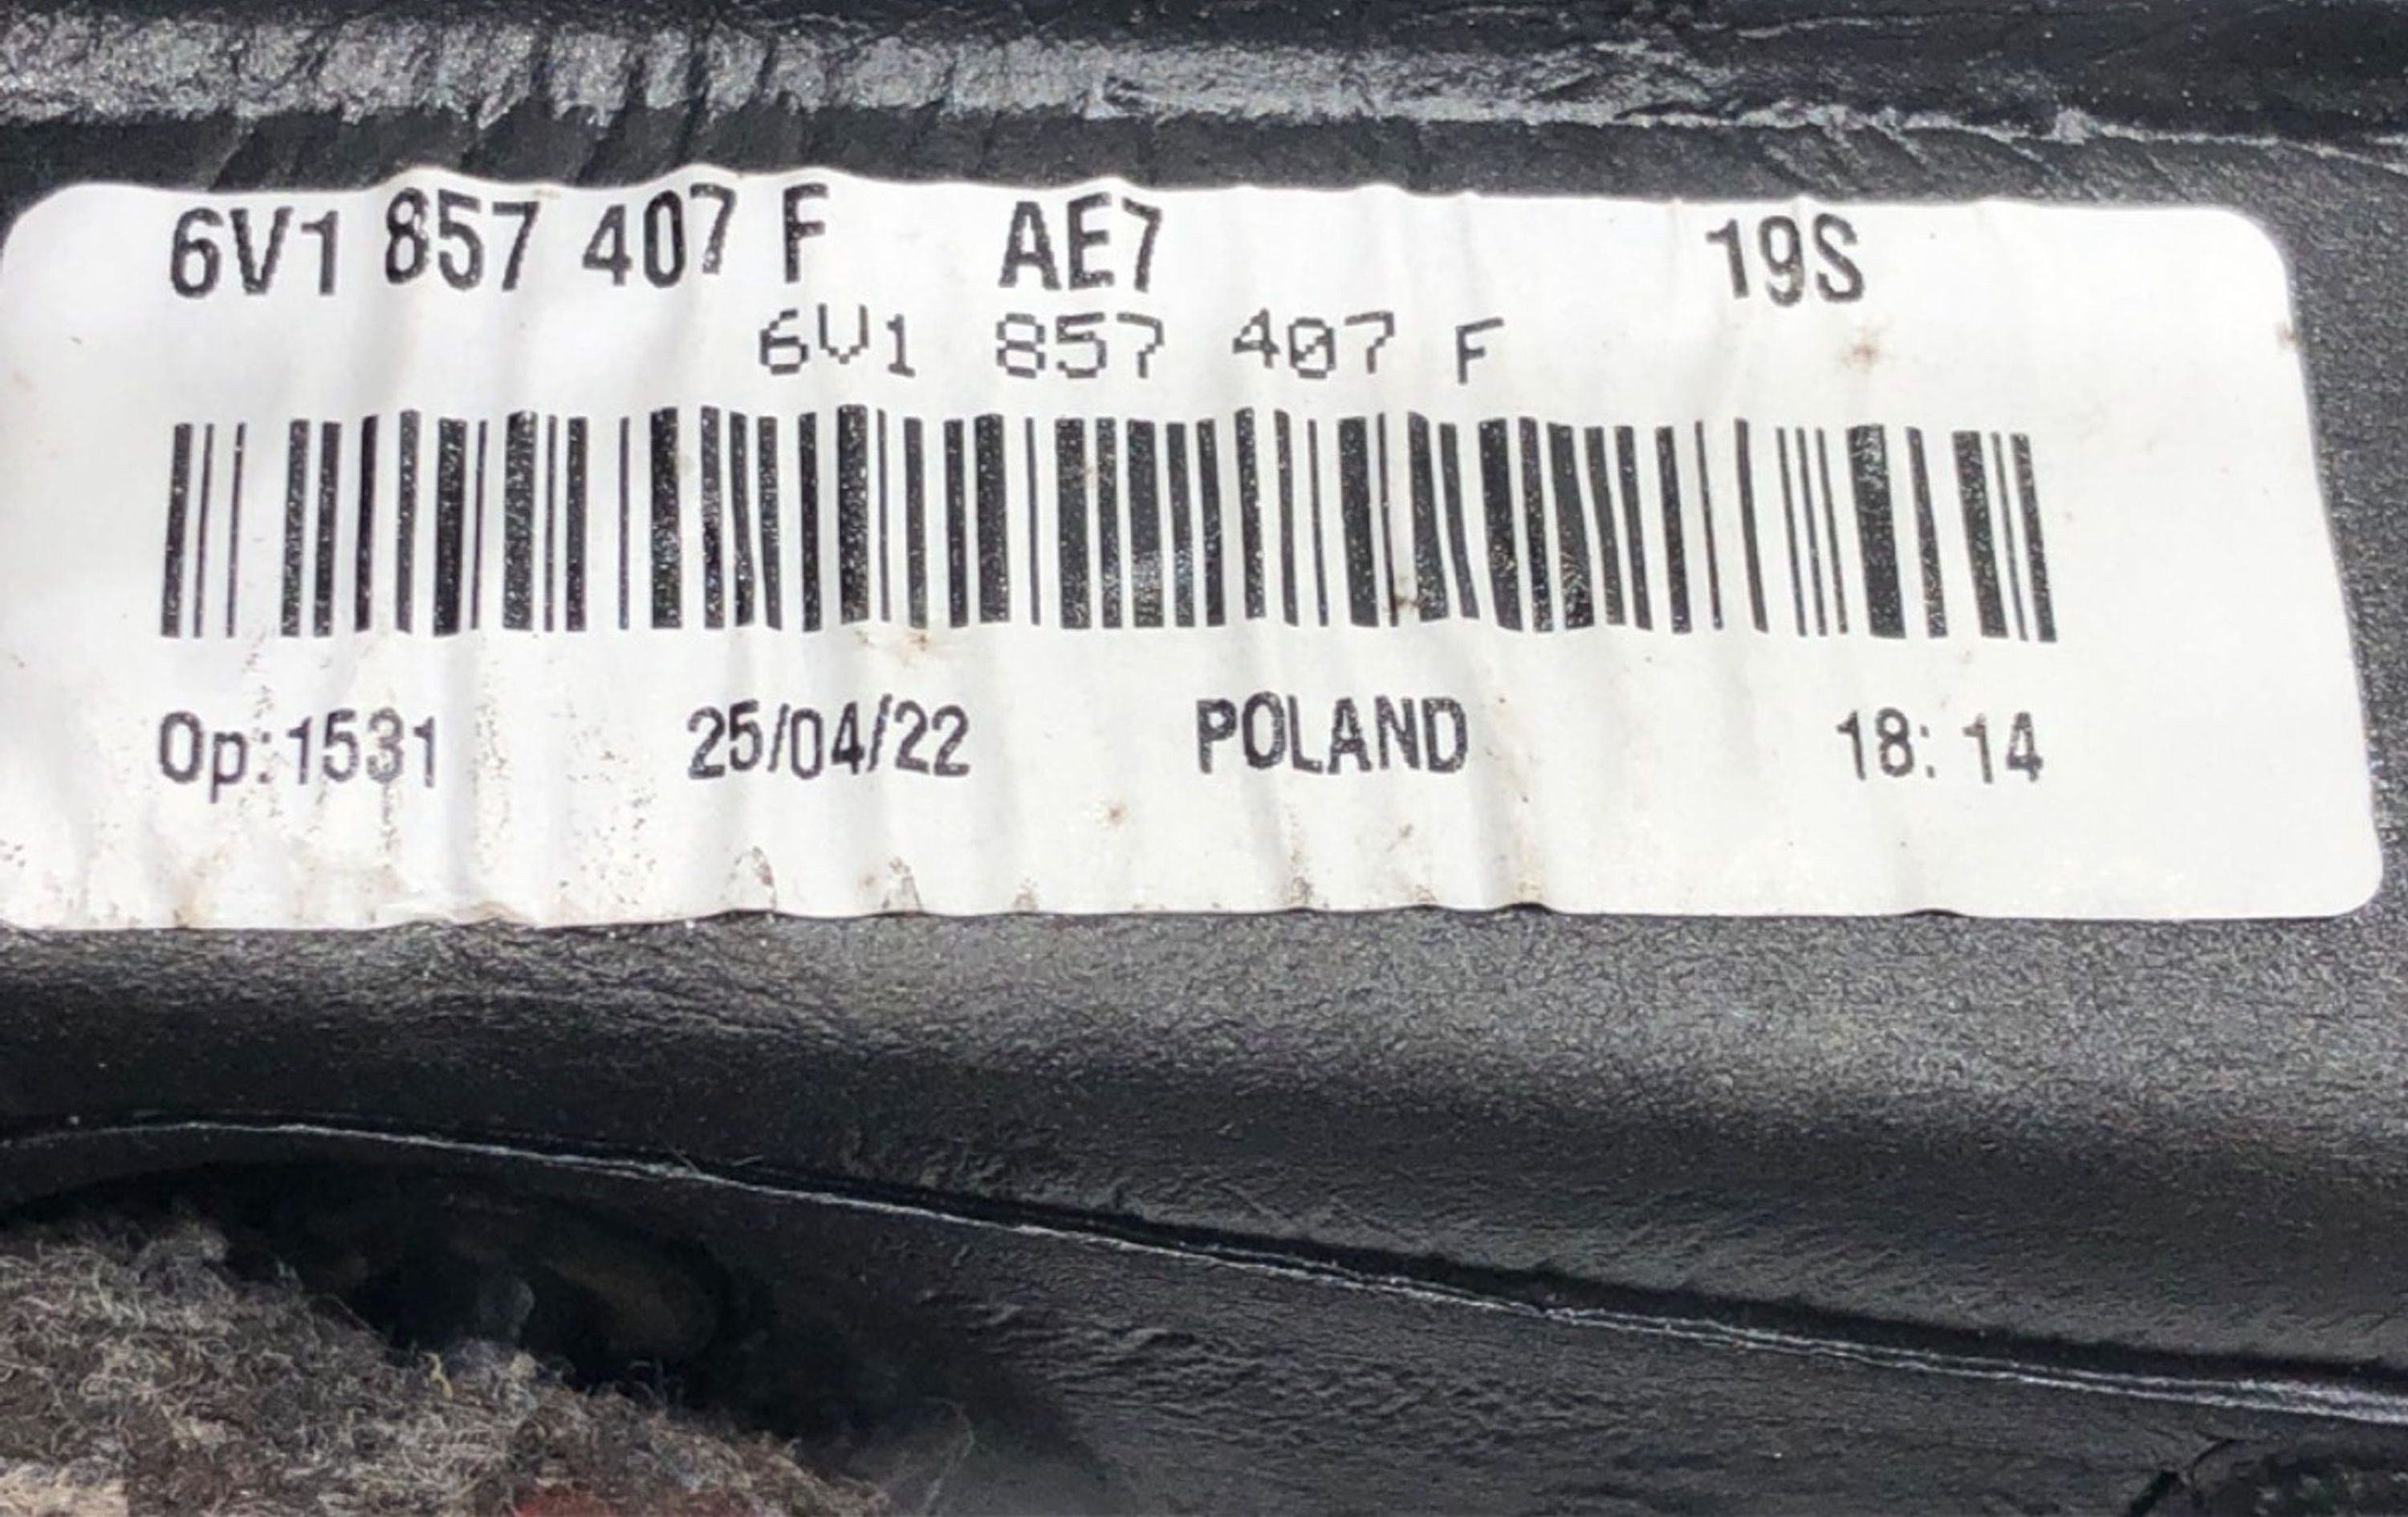 6V1 857 407 F AE7 19S
6V1 857 407 F
Op:1531 25/04/22 POLAND 18:14